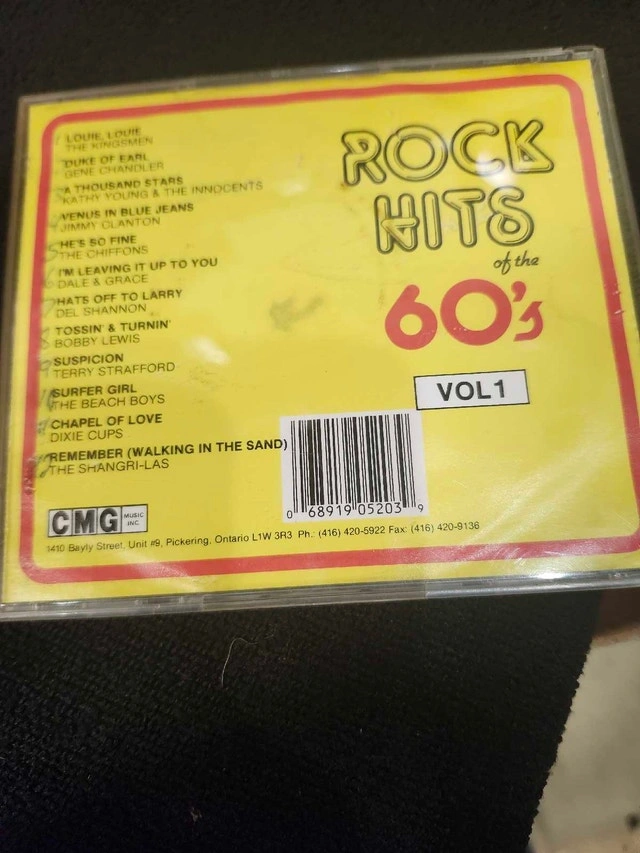 LOUIE, LOUIE
THE KINGSMEN
DUKE OF EARL
GENE CHANDLER
A THOUSAND STARS
KATHY YOUNG & THE INNOCENTS
VENUS IN BLUE JEANS
JIMMY CLANTON
HE'S SO FINE
THE CHIFFONS
I'M LEAVING IT UP TO YOU
DALE & GRACE
HATS OFF TO LARRY
DEL SHANNON
TOSSIN' & TURNIN'
BOBBY LEWIS
SUSPICION
TERRY STRAFFORD
SURFER GIRL
THE BEACH BOYS
CHAPEL OF LOVE
DIXIE CUPS
REMEMBER (WALKING IN THE SAND)
THE SHANGRI-LAS
ROCK
HITS
of the
60's
VOL1
0 68919 05203 9
CMG MUSIC INC.
1410 Bayly Street, Unit #9, Pickering, Ontario L1W 3R3 Ph: (416) 420-5922 Fax: (416) 420-9136